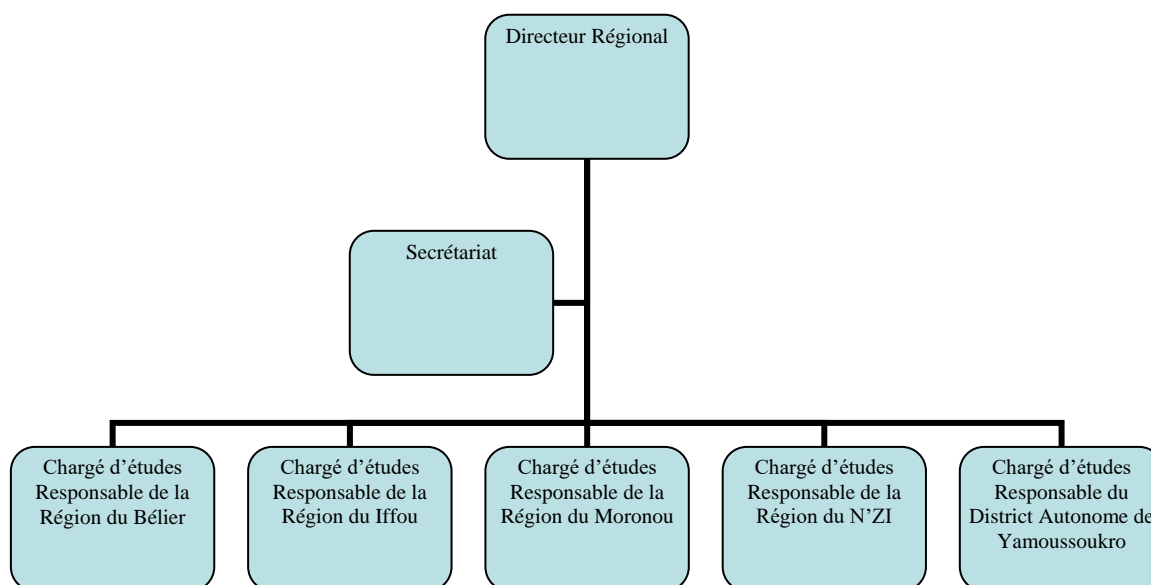 Directeur Régional
Secrétariat
Chargé d'études
Responsable de la
Région du Bélier
Chargé d'études
Responsable de la
Région du Iffou
Chargé d'études
Responsable de la
Région du Moronou
Chargé d'études
Responsable de la
Région du N'ZI
Chargé d'études
Responsable du
District Autonome de
Yamoussoukro